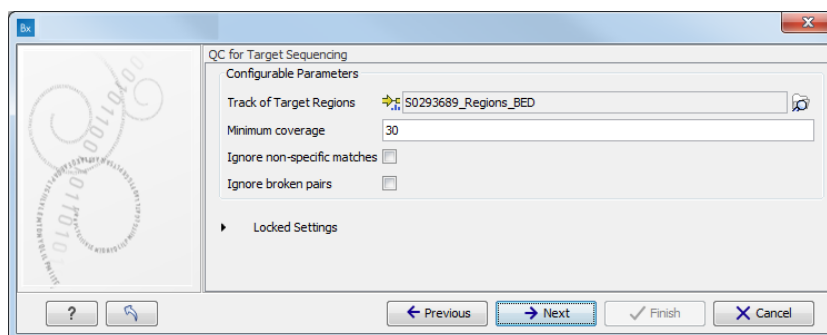 Bx
QC for Target Sequencing
Configurable Parameters
Track of Target Regions S0293689_Regions_BED
Minimum coverage 30
Ignore non-specific matches
Ignore broken pairs
Locked Settings
? Previous Next Finish Cancel